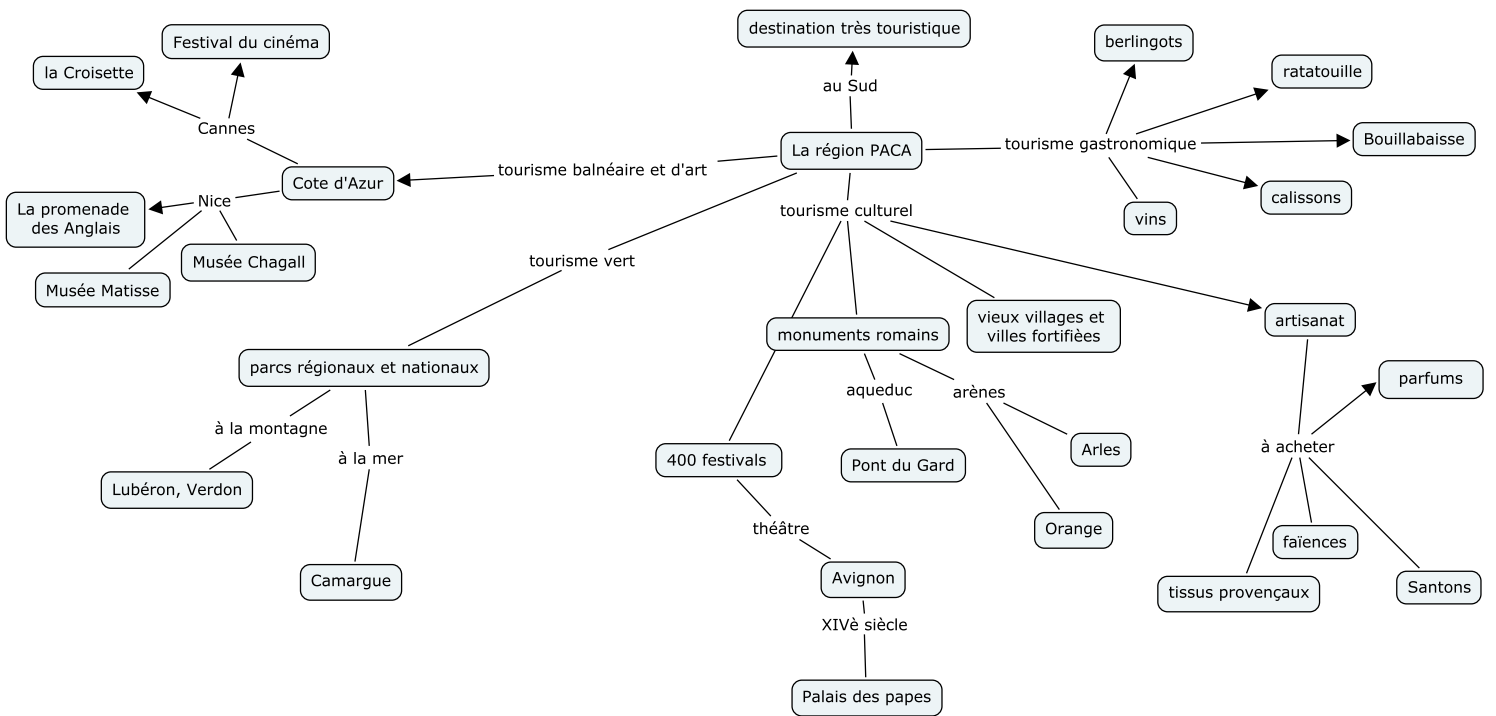 destination très touristique
Festival du cinéma
berlingots
la Croisette
ratatouille
au Sud
Cannes
Bouillabaisse
La région PACA
tourisme gastronomique
tourisme balnéaire et d'art
Cote d'Azur
calissons
Nice
La promenade
des Anglais
tourisme culturel
vins
Musée Chagall
tourisme vert
Musée Matisse
vieux villages et
villes fortifièes
artisanat
monuments romains
parcs régionaux et nationaux
parfums
aqueduc
arènes
à la montagne
à la mer
400 festivals
Pont du Gard
Arles
à acheter
Lubéron, Verdon
théâtre
Orange
faïences
Camargue
Avignon
tissus provençaux
Santons
XIVè siècle
Palais des papes